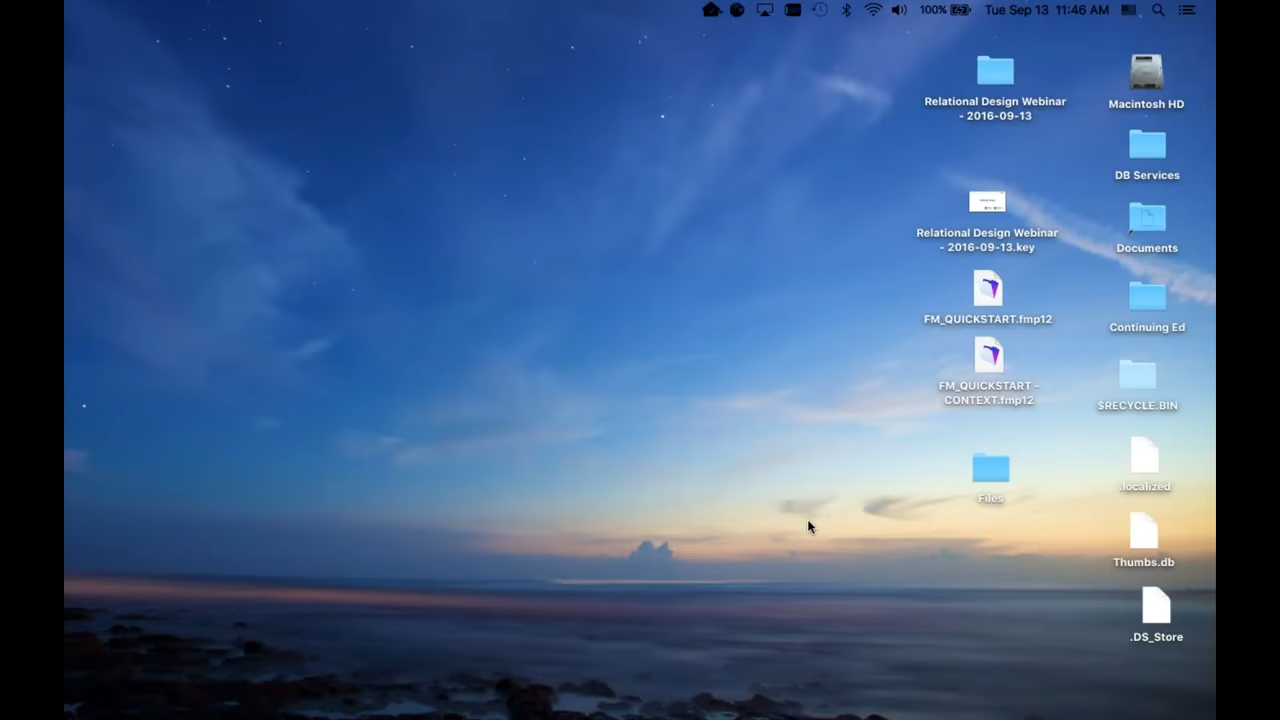 100% Tue Sep 13 11:46 AM
Relational Design Webinar
- 2016-09-13
Macintosh HD
DB Services
Relational Design Webinar
- 2016-09-13.key
Documents
FM_QUICKSTART.fmp12
Continuing Ed
FM_QUICKSTART -
CONTEXT.fmp12
$RECYCLE.BIN
Files
.localized
Thumbs.db
.DS_Store